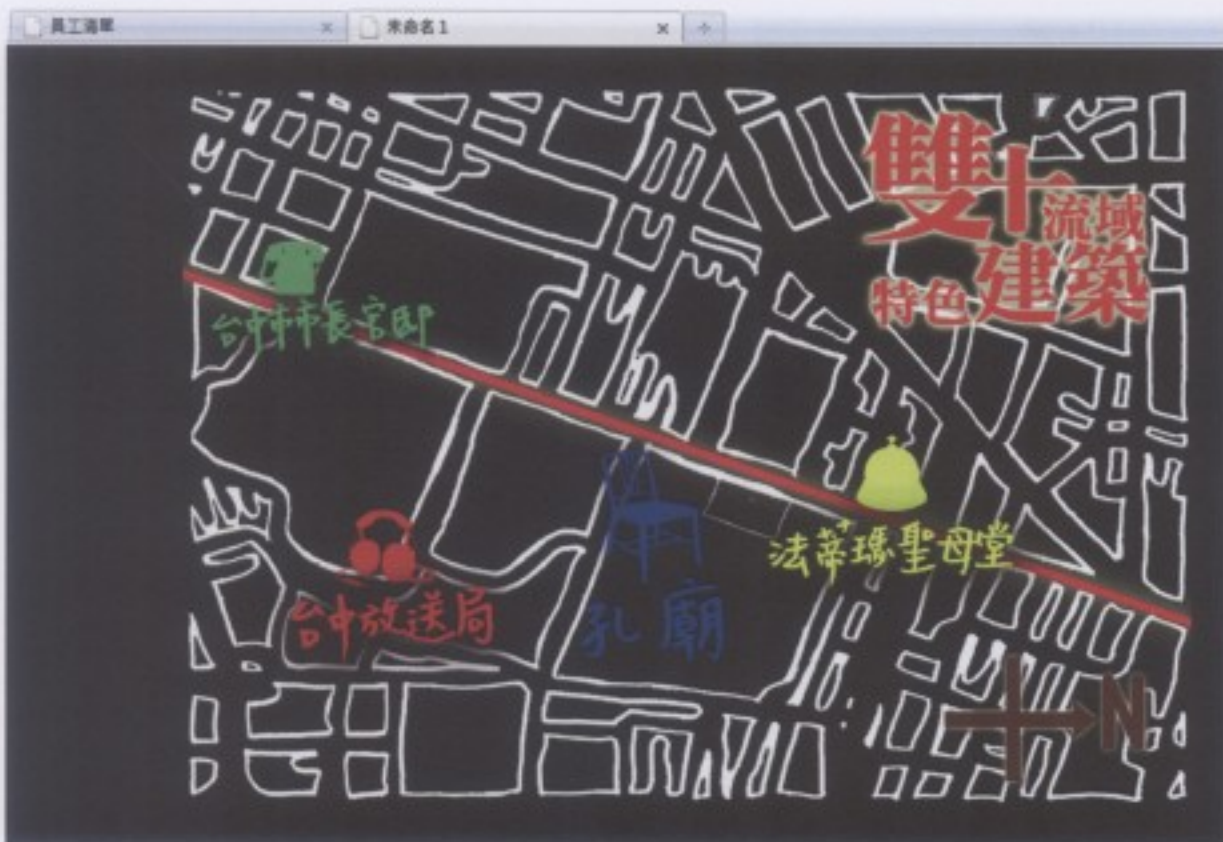 員工清單
未命名1
雙十流域
特色建築
台中市市長官邸
法蒂瑪聖母堂
台中放送局
孔廟
N